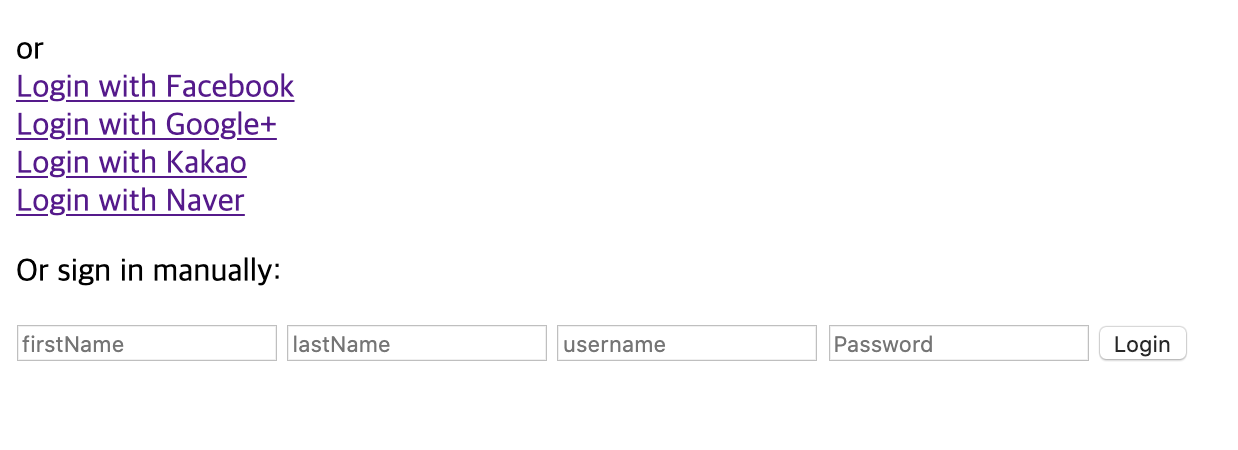 or
Login with Facebook
Login with Google+
Login with Kakao
Login with Naver
Or sign in manually:
firstName lastName username Password Login